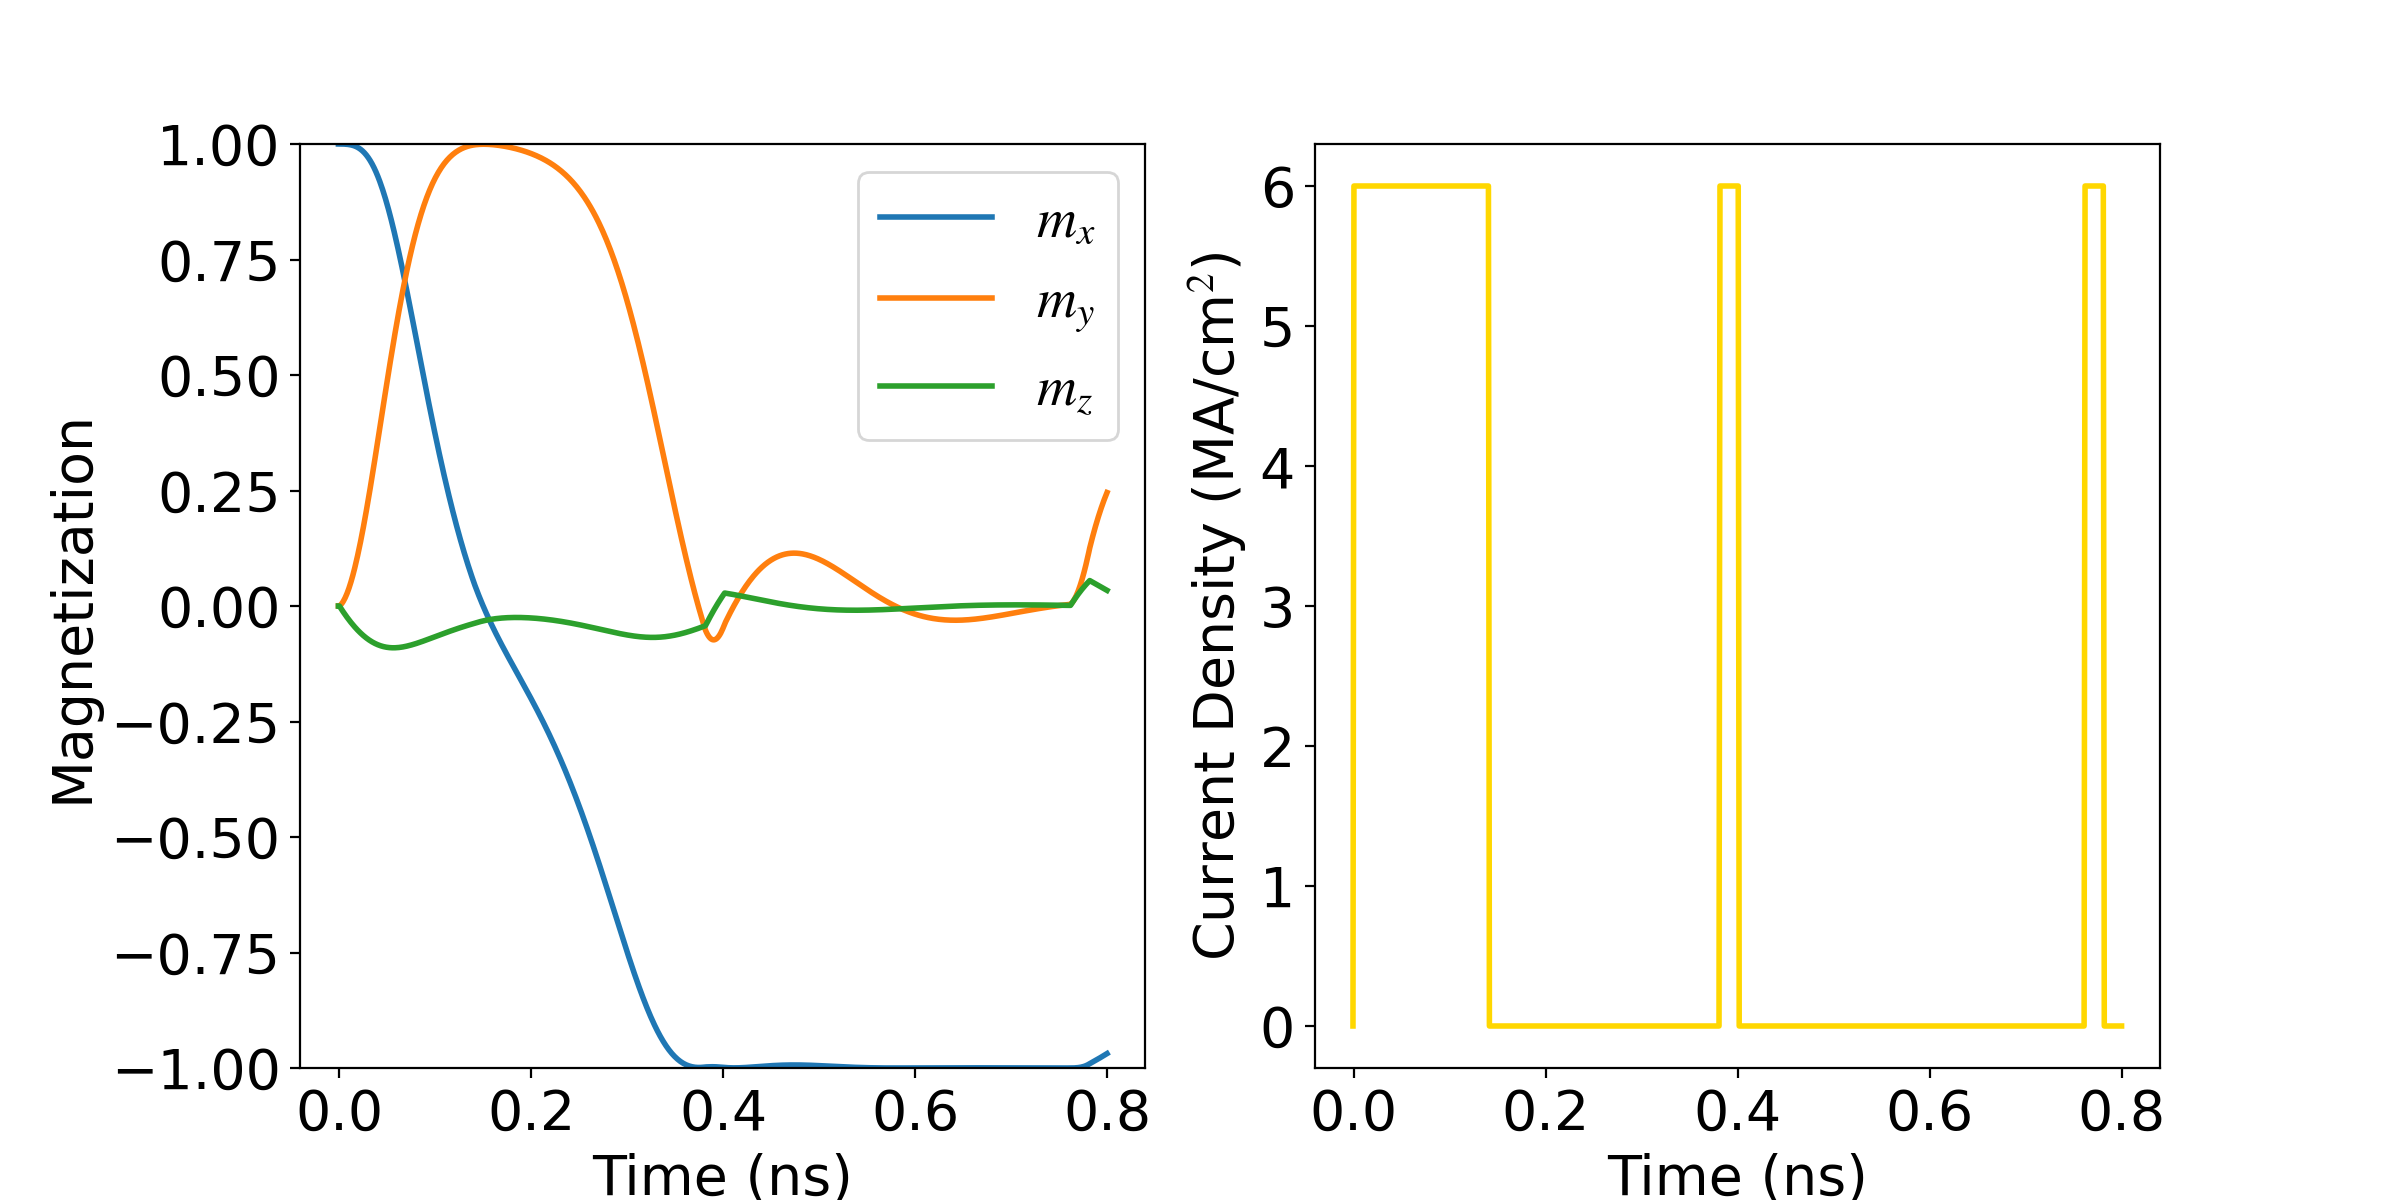 1.00
0.75
0.50
0.25
0.00
−0.25
−0.50
−0.75
−1.00
Magnetization
0.0 0.2 0.4 0.6 0.8
Time (ns)
m_x
m_y
m_z
6
5
4
3
2
1
0
Current Density (MA/cm²)
0.0 0.2 0.4 0.6 0.8
Time (ns)